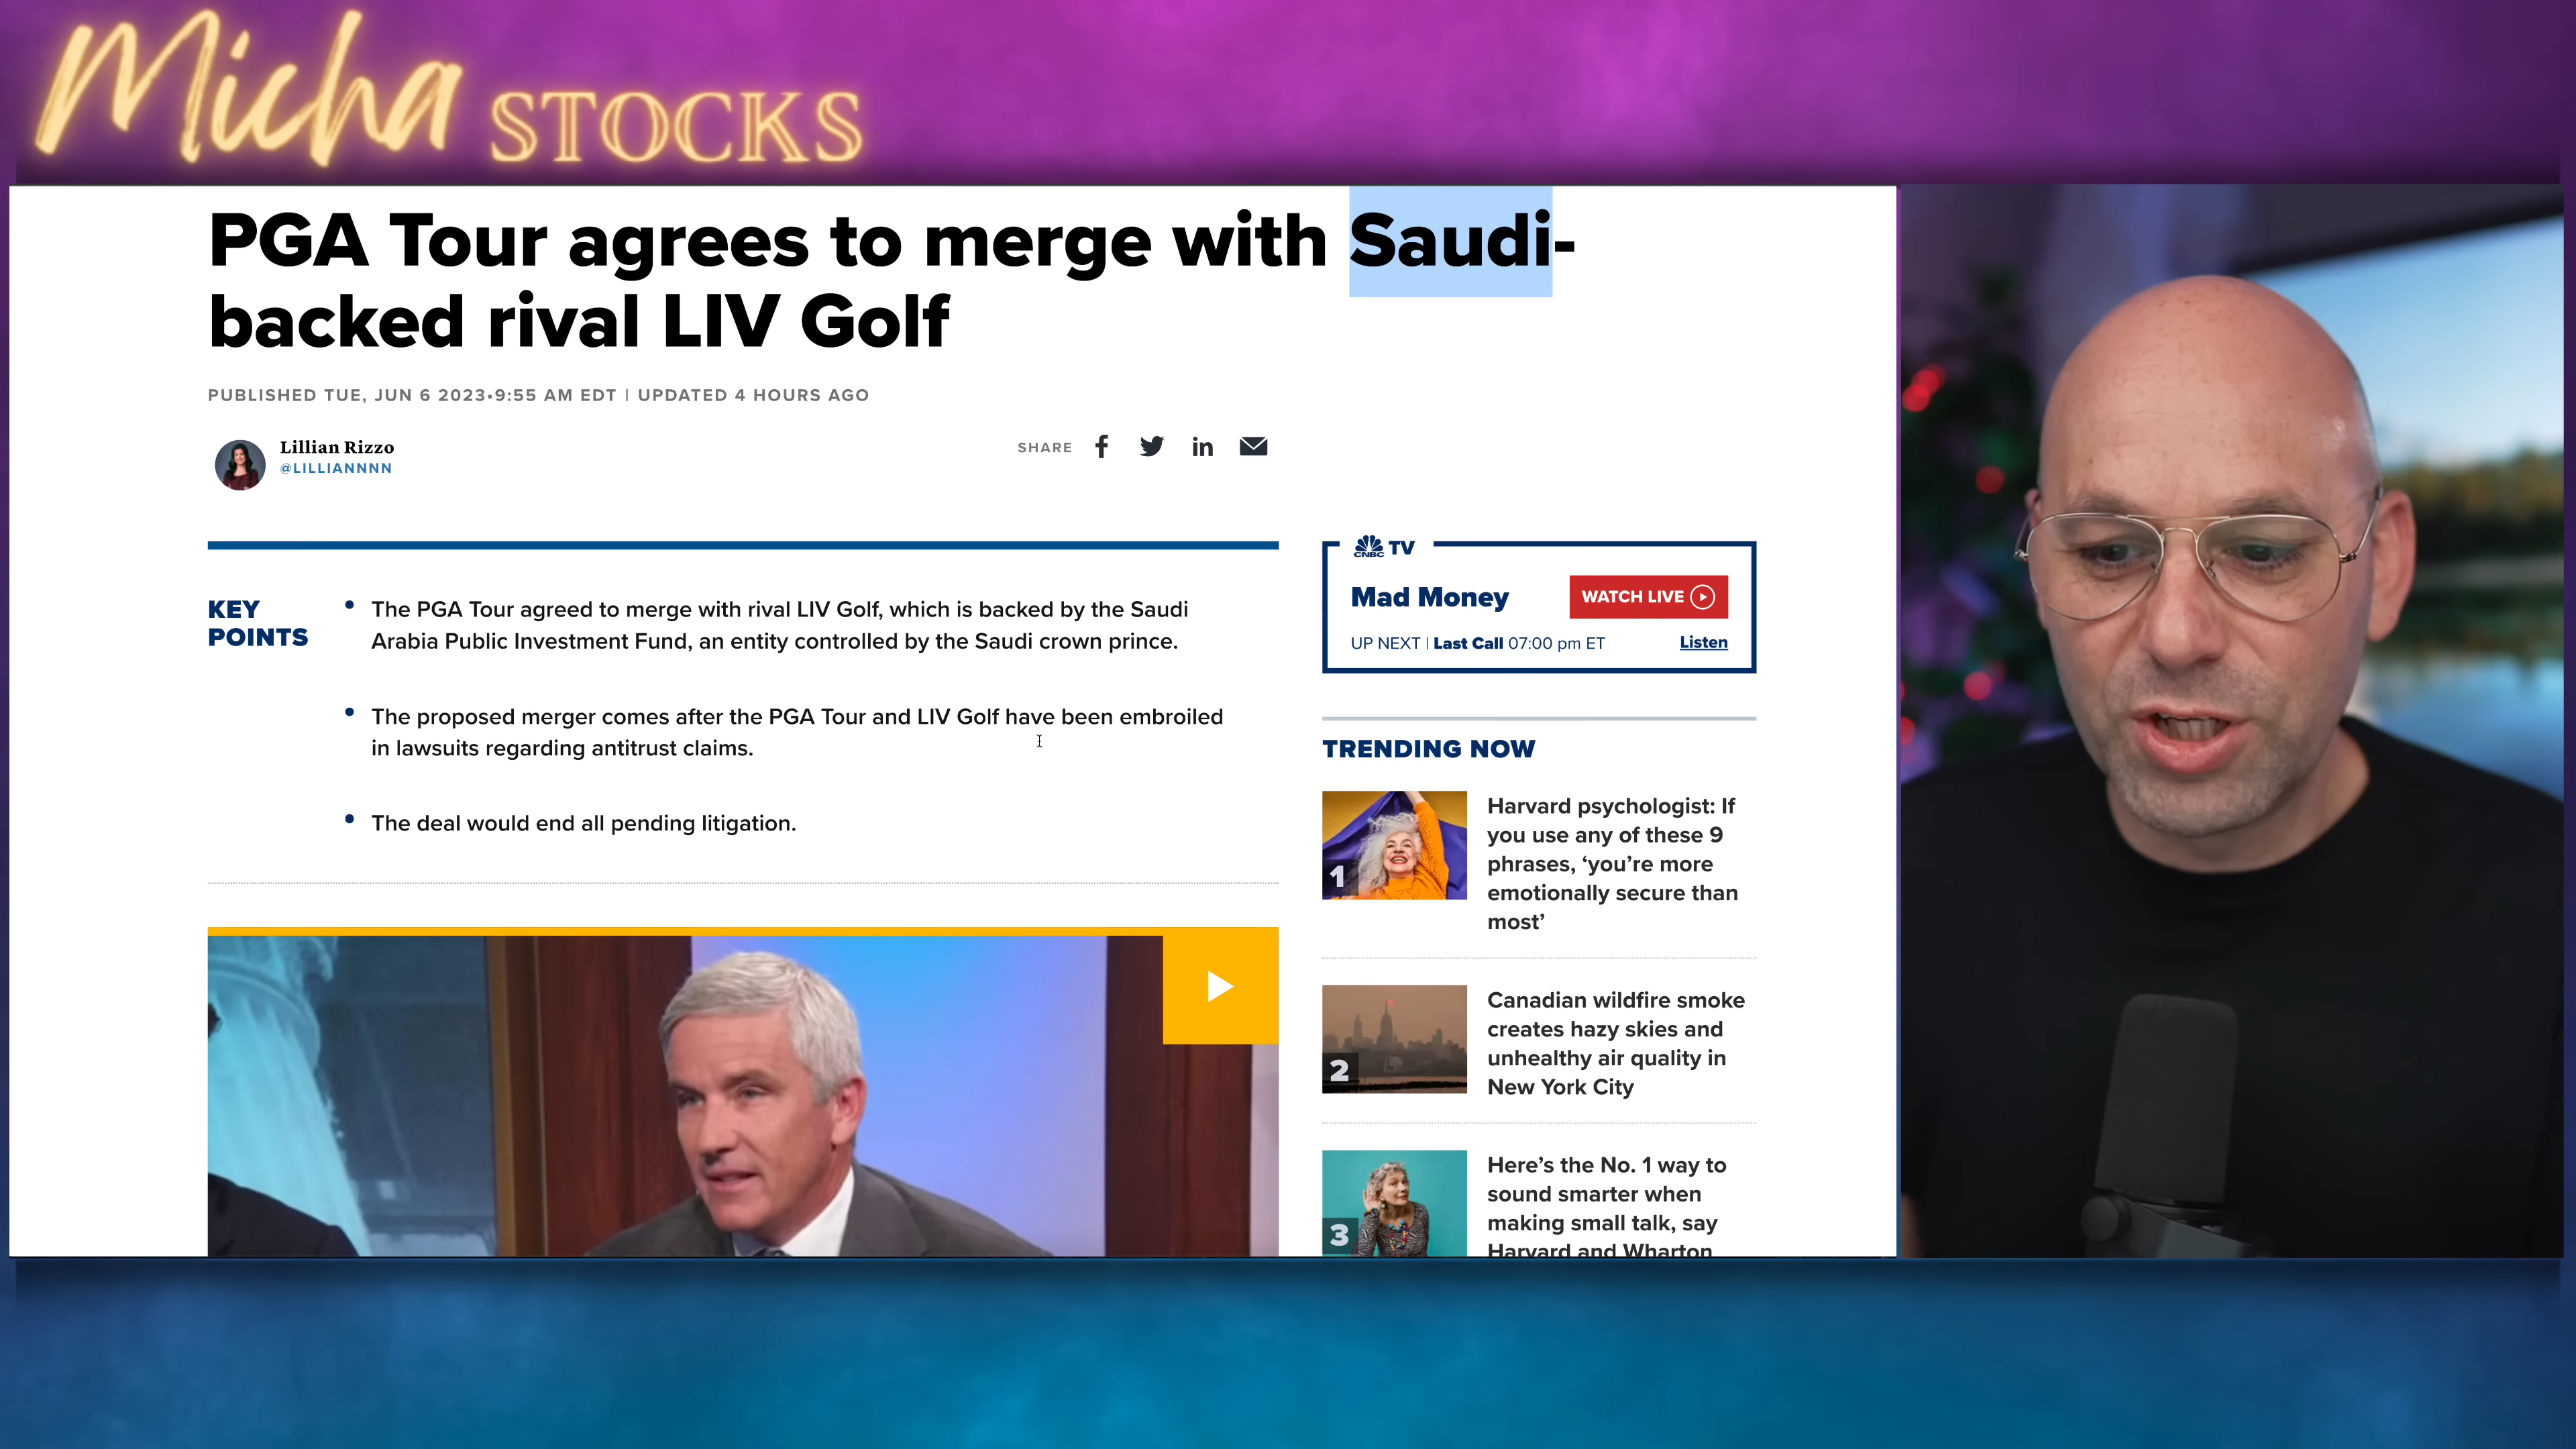 Micha STOCKS
PGA Tour agrees to merge with Saudi-
backed rival LIV Golf
PUBLISHED TUE, JUN 6 2023•9:55 AM EDT | UPDATED 4 HOURS AGO
Lillian Rizzo
@LILLIANNNN
SHARE
KEY
POINTS
• The PGA Tour agreed to merge with rival LIV Golf, which is backed by the Saudi
Arabia Public Investment Fund, an entity controlled by the Saudi crown prince.
• The proposed merger comes after the PGA Tour and LIV Golf have been embroiled
in lawsuits regarding antitrust claims.
• The deal would end all pending litigation.
CNBC TV
Mad Money
WATCH LIVE
UP NEXT | Last Call 07:00 pm ET
Listen
TRENDING NOW
1
Harvard psychologist: If
you use any of these 9
phrases, ‘you’re more
emotionally secure than
most’
2
Canadian wildfire smoke
creates hazy skies and
unhealthy air quality in
New York City
3
Here’s the No. 1 way to
sound smarter when
making small talk, say
Harvard and Wharton